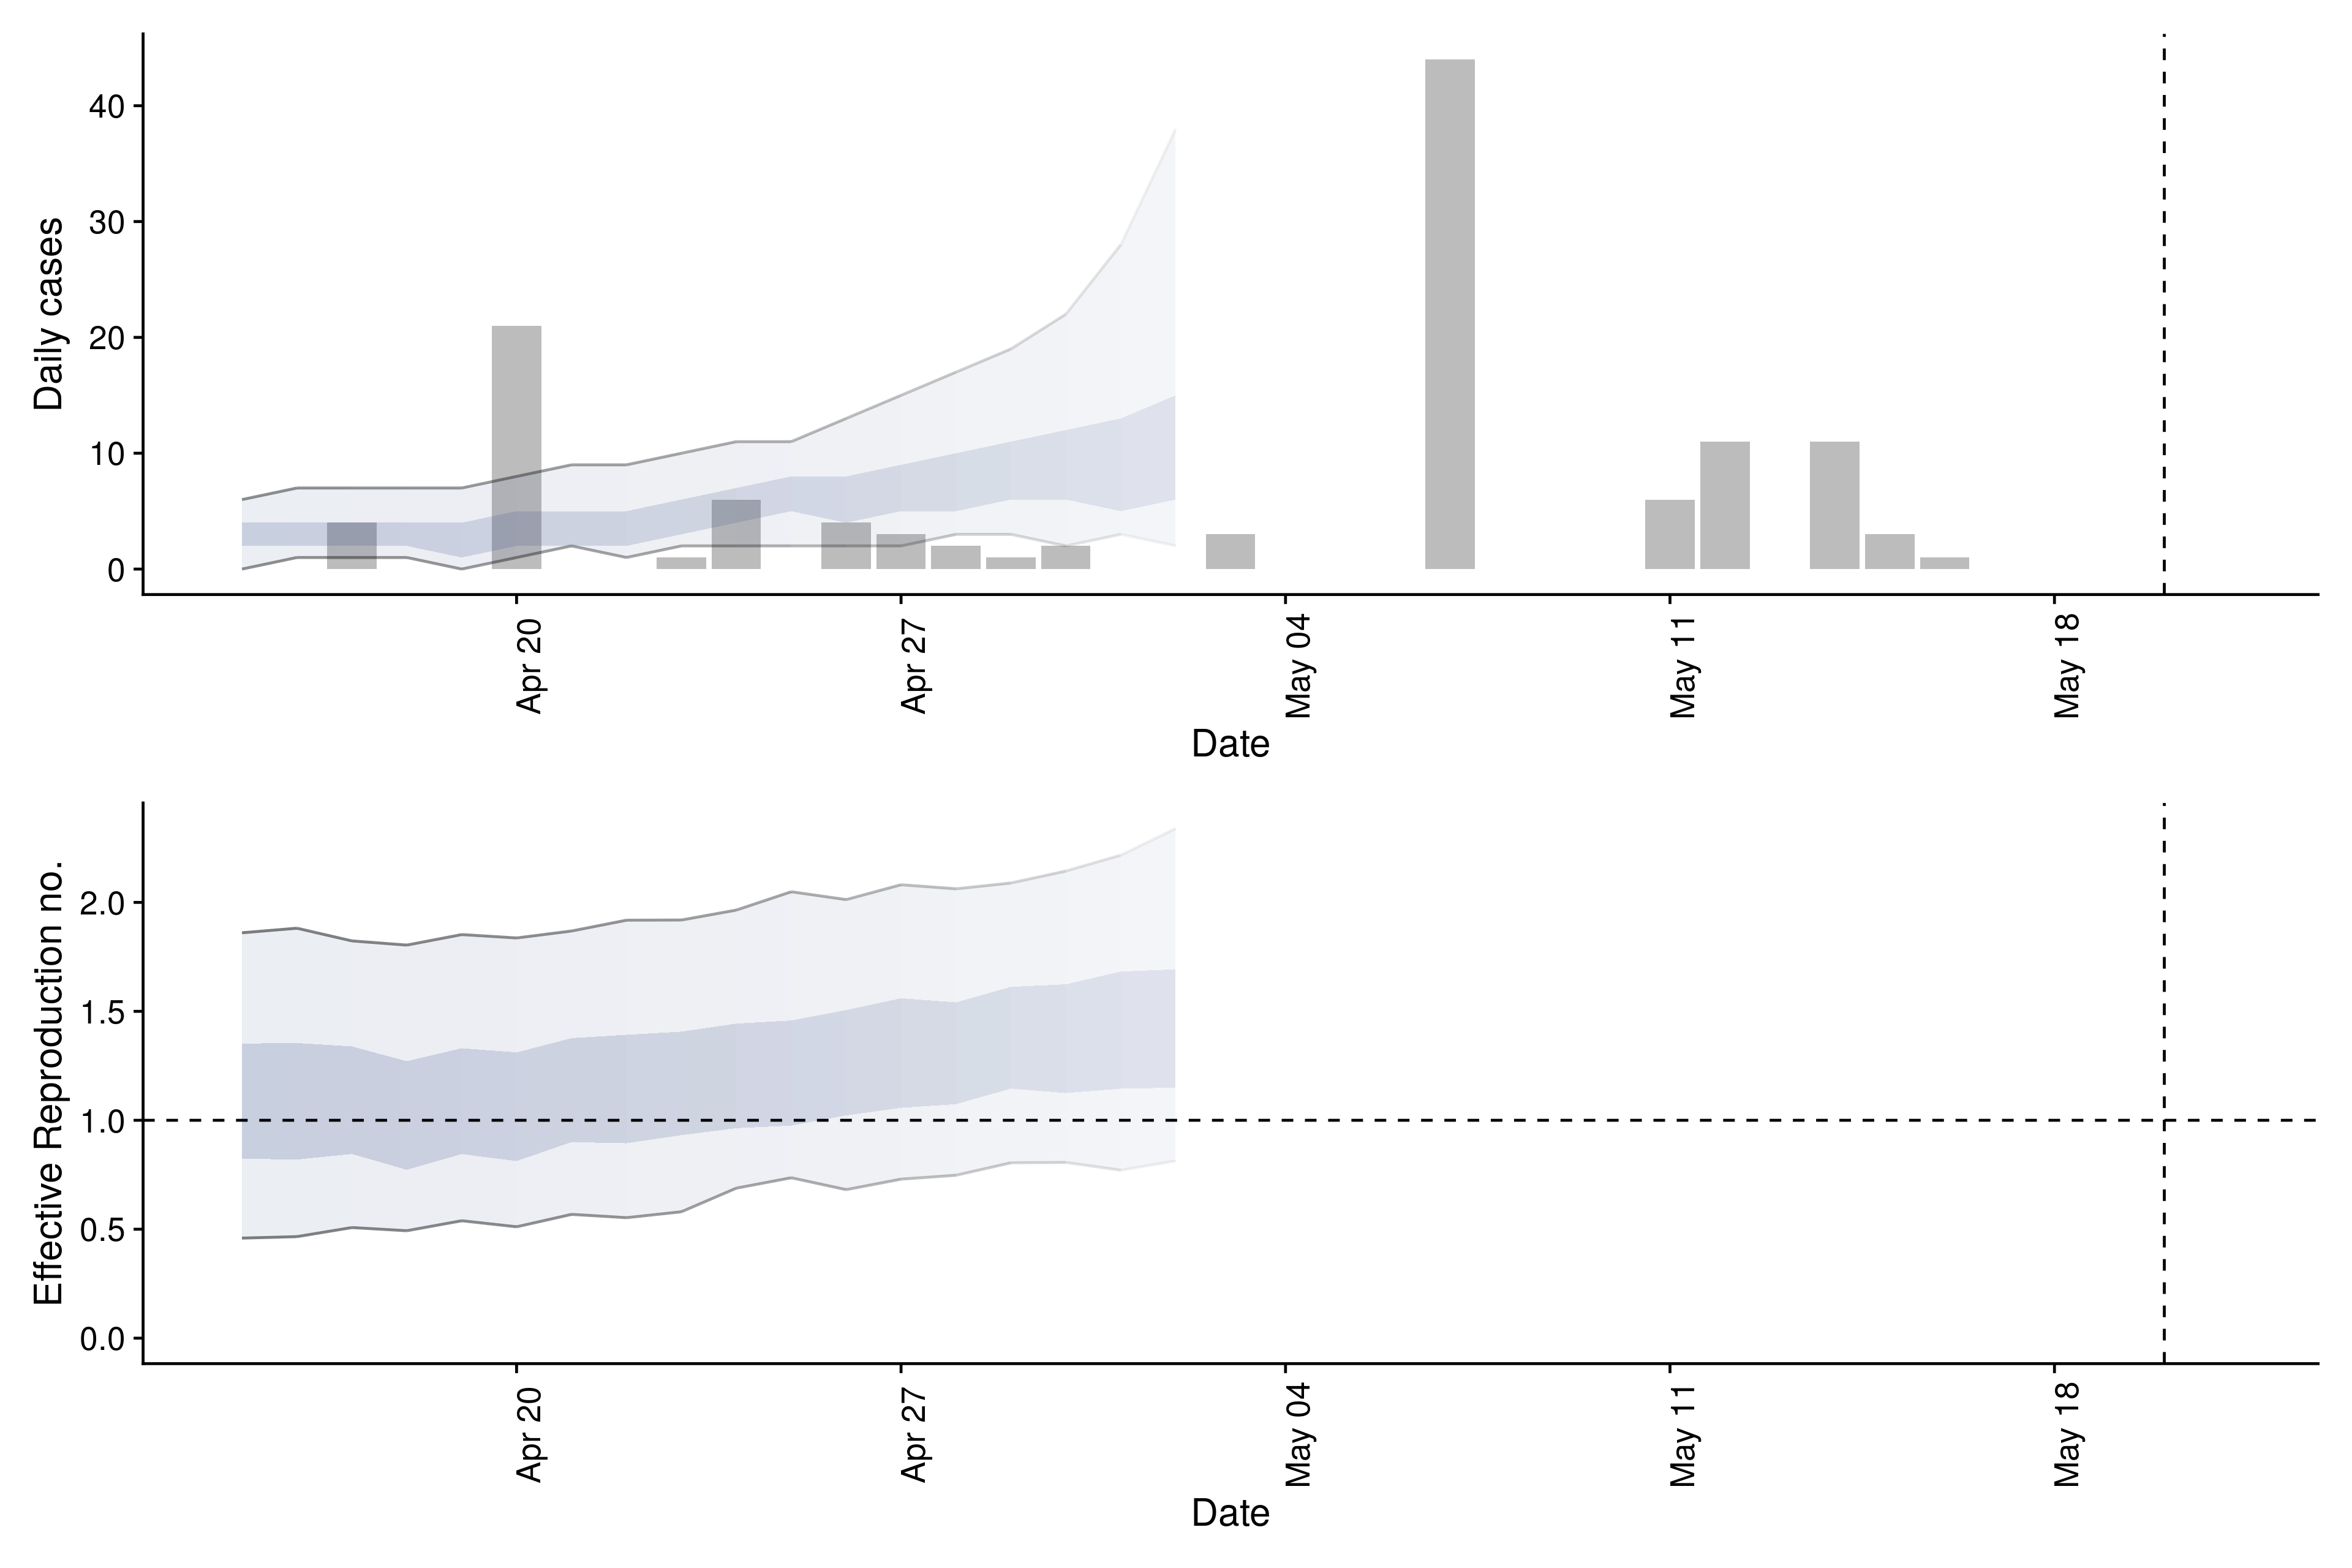 Daily cases
40
30
20
10
0
Apr 20
Apr 27
May 04
May 11
May 18
Date
Effective Reproduction no.
2.0
1.5
1.0
0.5
0.0
Apr 20
Apr 27
May 04
May 11
May 18
Date